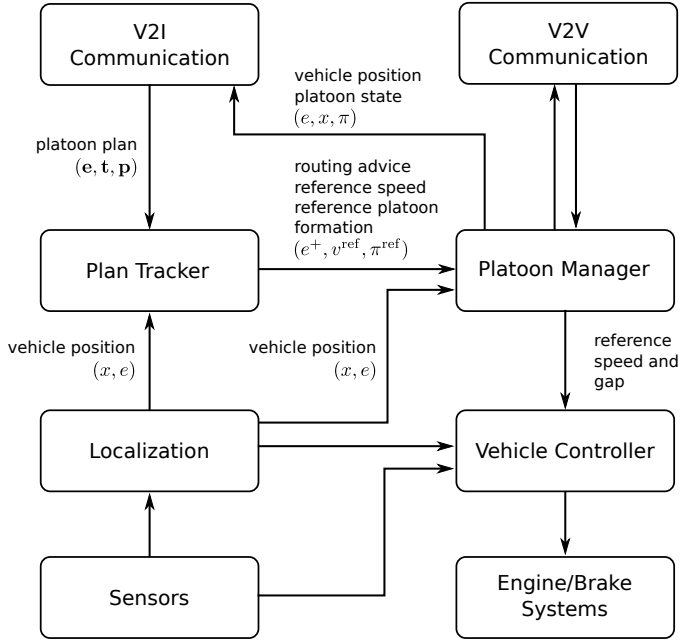 V2I
Communication
V2V
Communication
vehicle position
platoon state
(e, x, π)
platoon plan
(e, t, p)
routing advice
reference speed
reference platoon
formation
(e⁺, v^ref, π^ref)
Plan Tracker
Platoon Manager
vehicle position
(x, e)
vehicle position
(x, e)
reference
speed and
gap
Localization
Vehicle Controller
Sensors
Engine/Brake
Systems